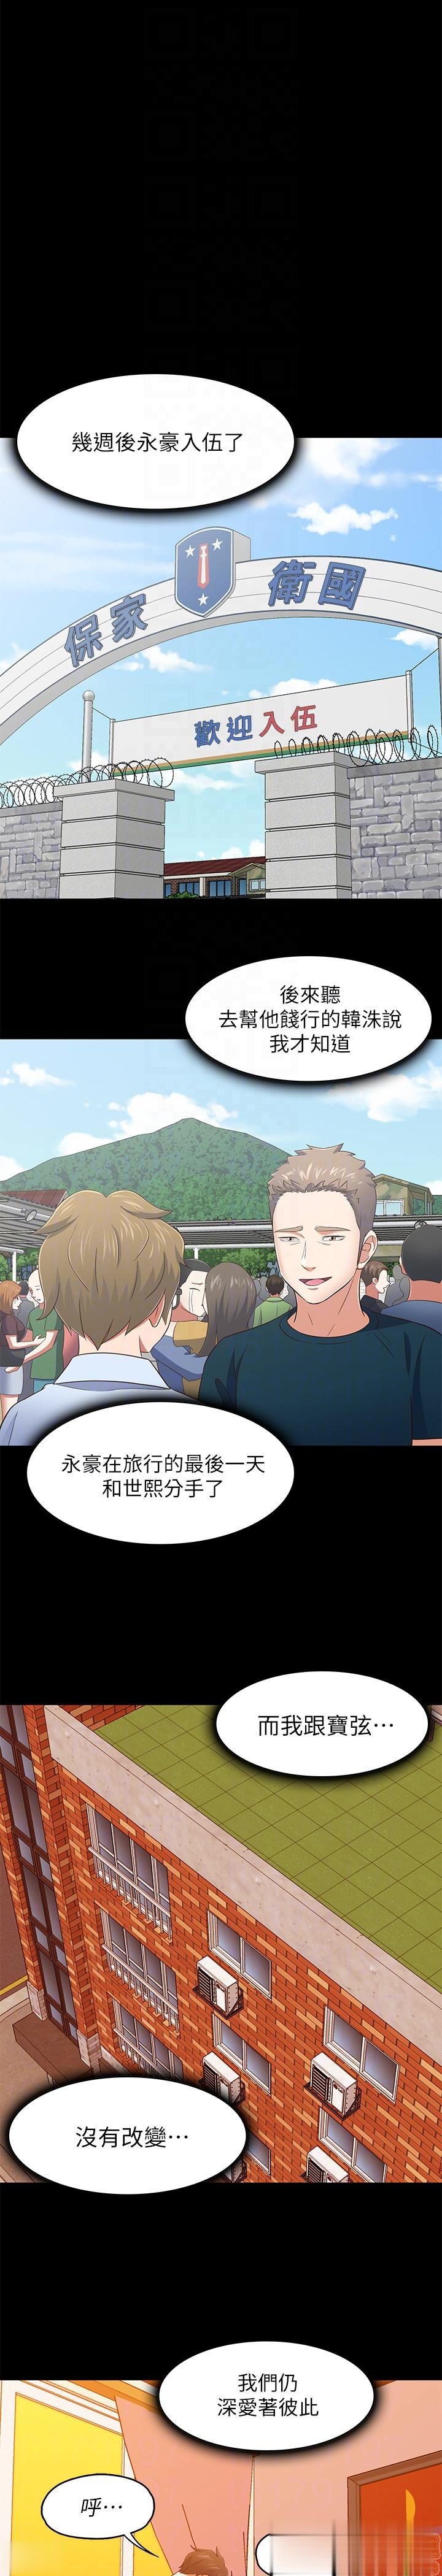 幾週後永豪入伍了
保家 衛國
歡迎入伍
後來聽
去幫他餞行的韓洙說
我才知道
永豪在旅行的最後一天
和世熙分手了
而我跟寶弦⋯
沒有改變⋯
我們仍
深愛著彼此
呼⋯